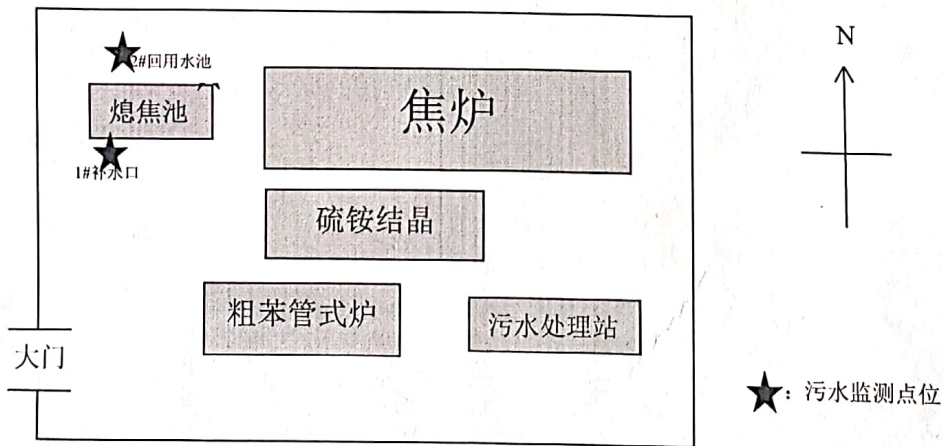 N
2#回用水池
熄焦池
焦炉
1#补水口
硫铵结晶
粗苯管式炉
污水处理站
大门
：污水监测点位